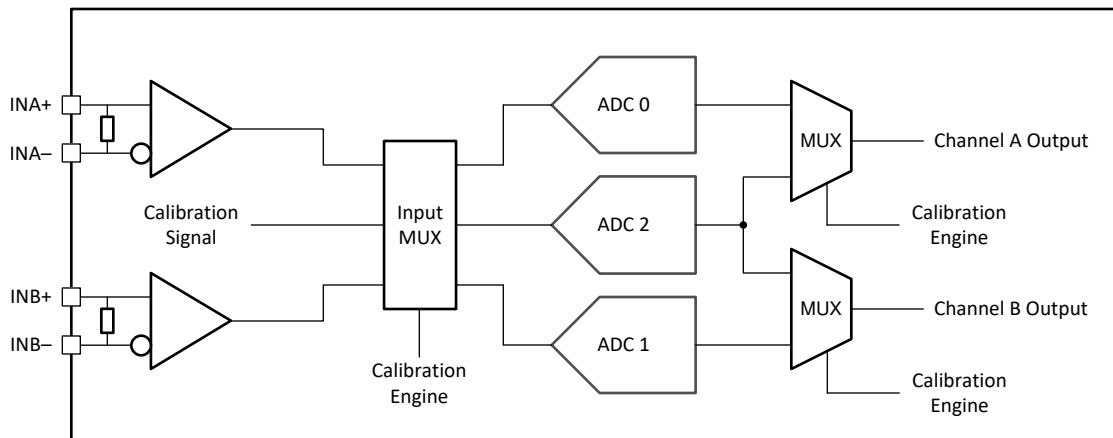 INA+
INA–
ADC 0
MUX
Channel A Output
Calibration
Signal
Input
MUX
ADC 2
Calibration
Engine
INB+
INB–
ADC 1
MUX
Channel B Output
Calibration
Engine
Calibration
Engine